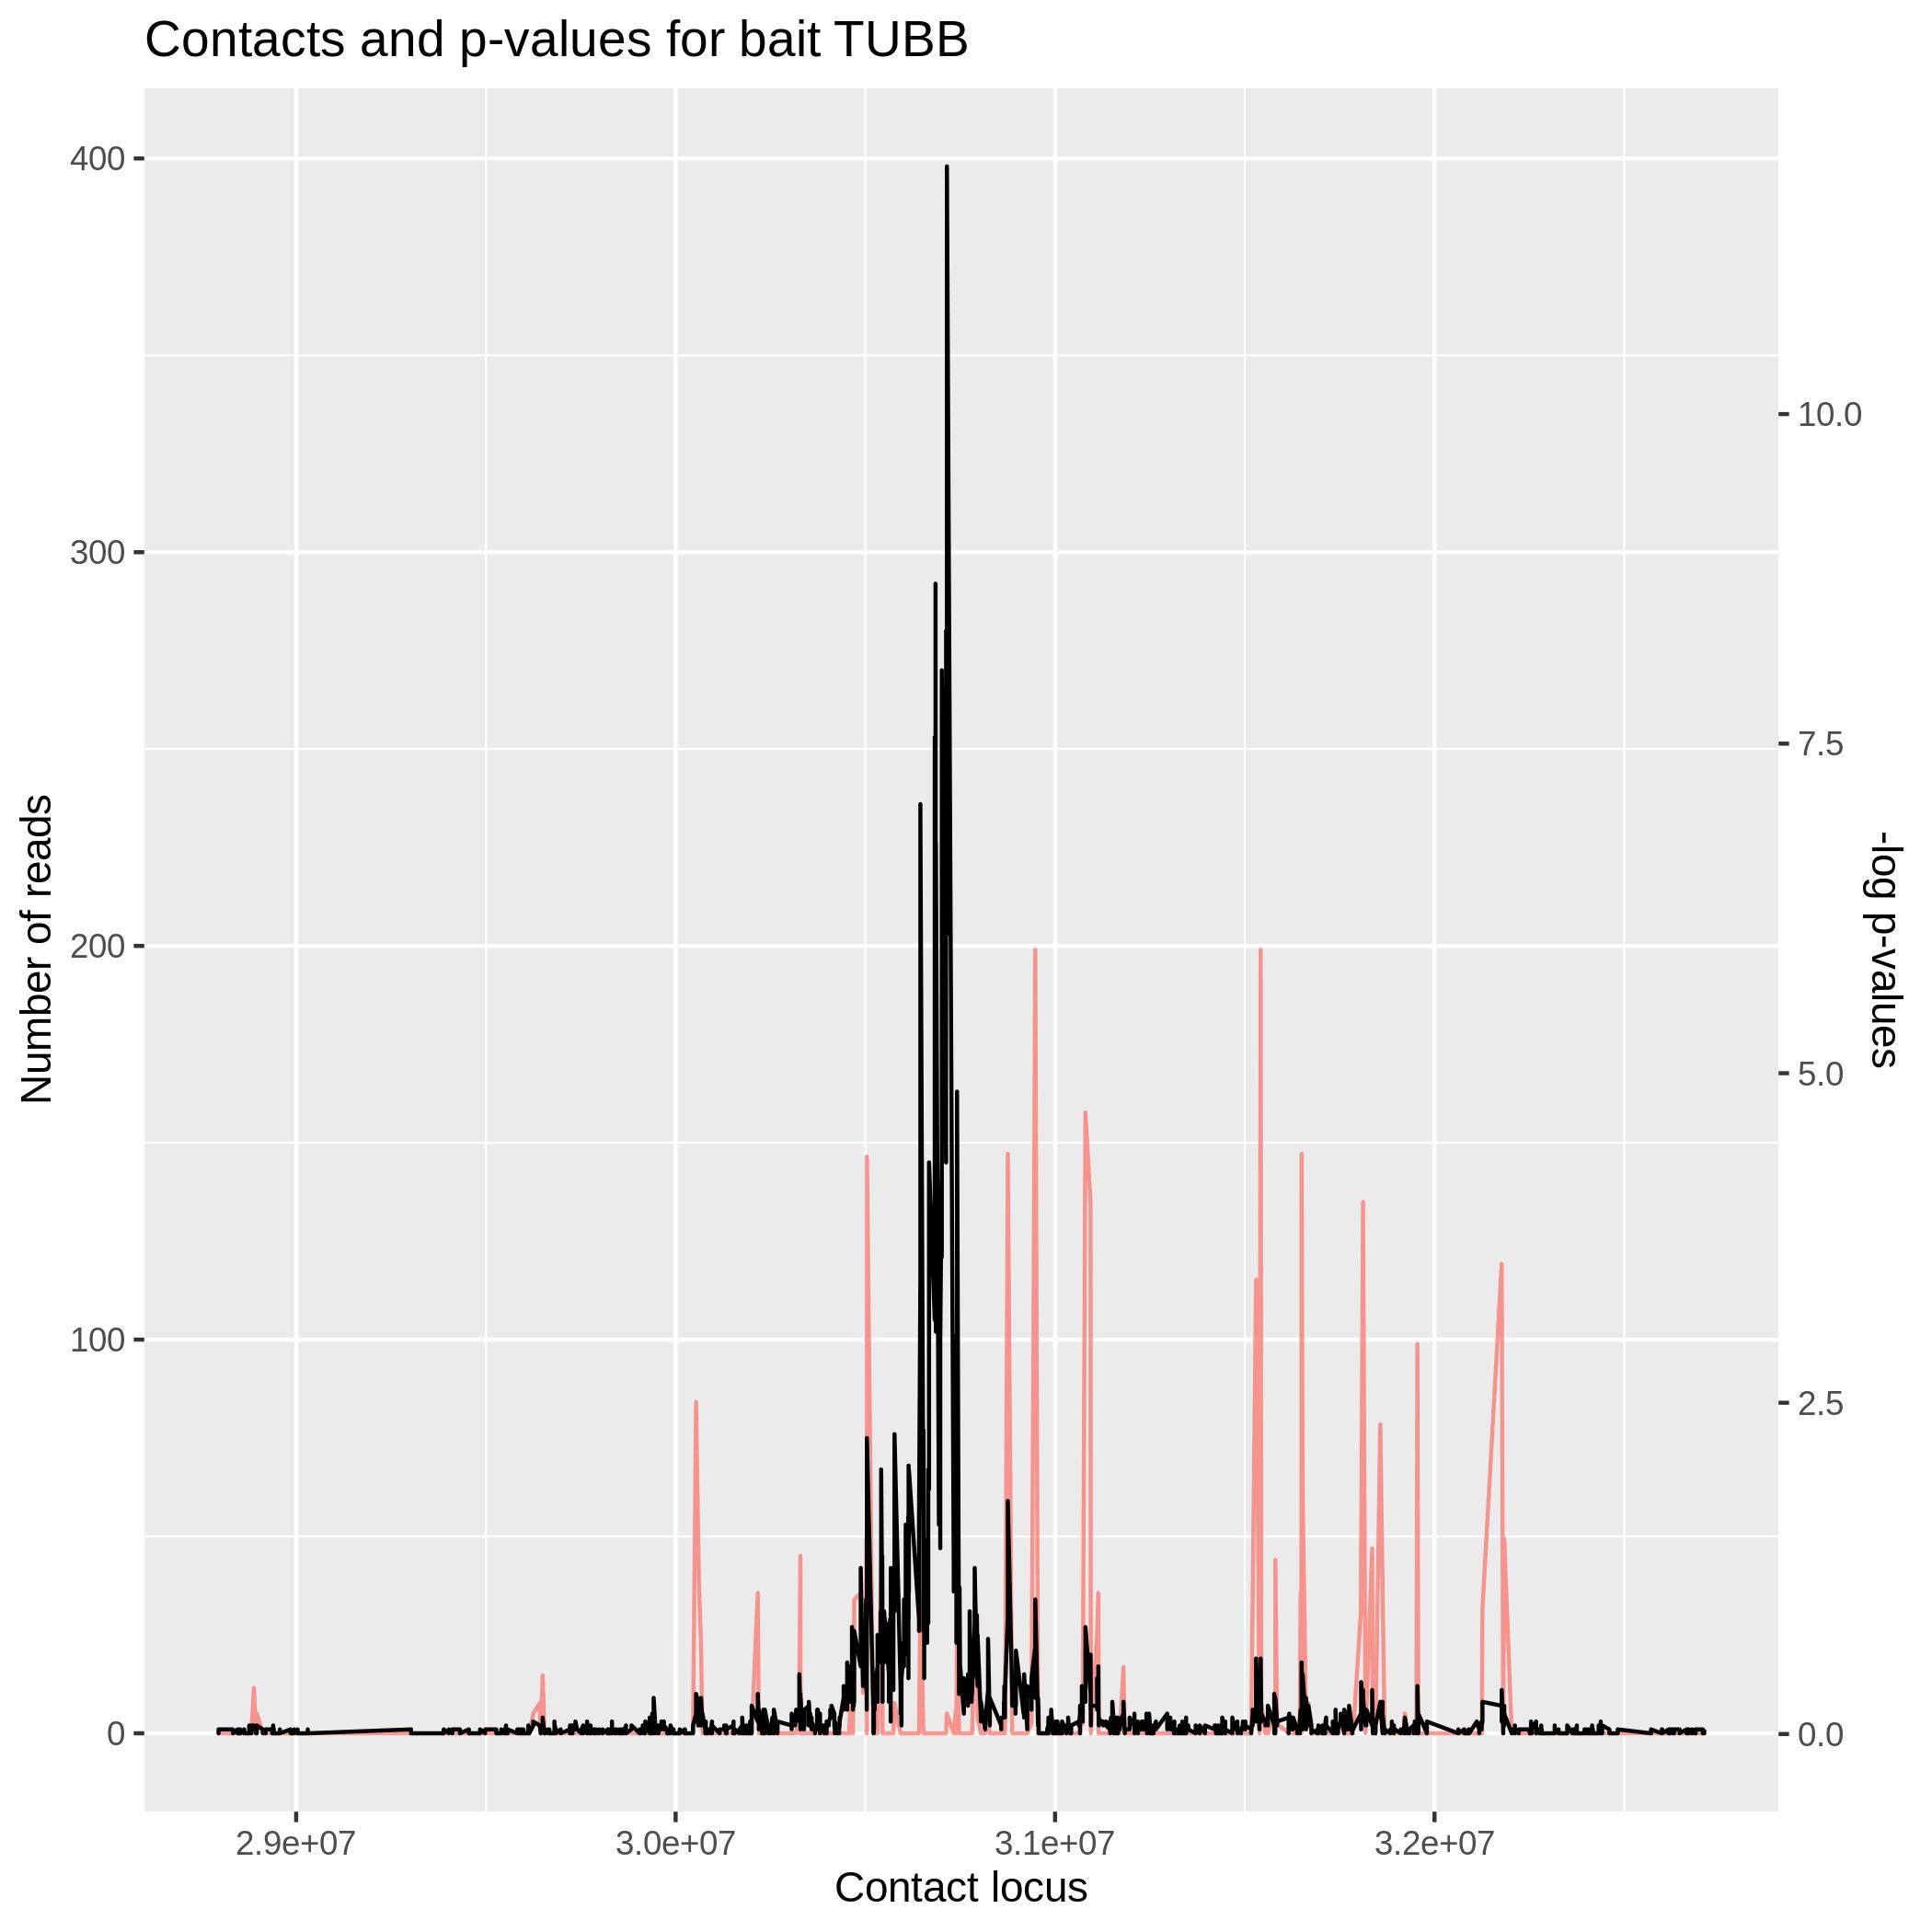 Contacts and p-values for bait TUBB
Number of reads
400
300
200
100
0
10.0
7.5
5.0
2.5
0.0
-log p-values
2.9e+07
3.0e+07
3.1e+07
3.2e+07
Contact locus